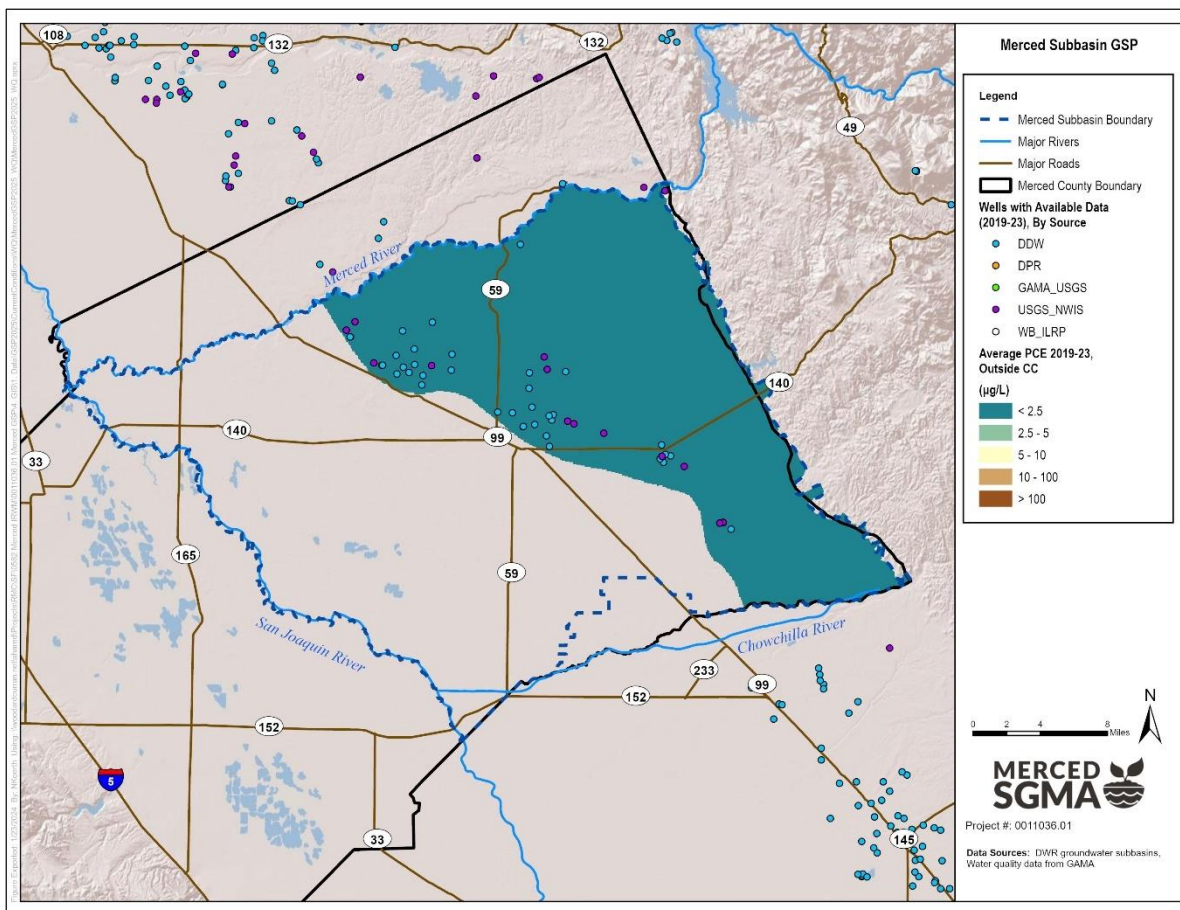 Merced Subbasin GSP
Legend
Merced Subbasin Boundary
Major Rivers
Major Roads
Merced County Boundary
Wells with Available Data
(2019-23), By Source
DDW
DPR
GAMA_USGS
USGS_NWIS
WB_ILRP
Average PCE 2019-23,
Outside CC
(µg/L)
< 2.5
2.5 - 5
5 - 10
10 - 100
> 100
108
132
132
49
Merced River
59
140
140
99
33
165
59
San Joaquin River
Chowchilla River
233
99
152
152
5
33
145
N
0 2 4 8
Miles
MERCED
SGMA
Project #: 0011036.01
Data Sources: DWR groundwater subbasins,
Water quality data from GAMA